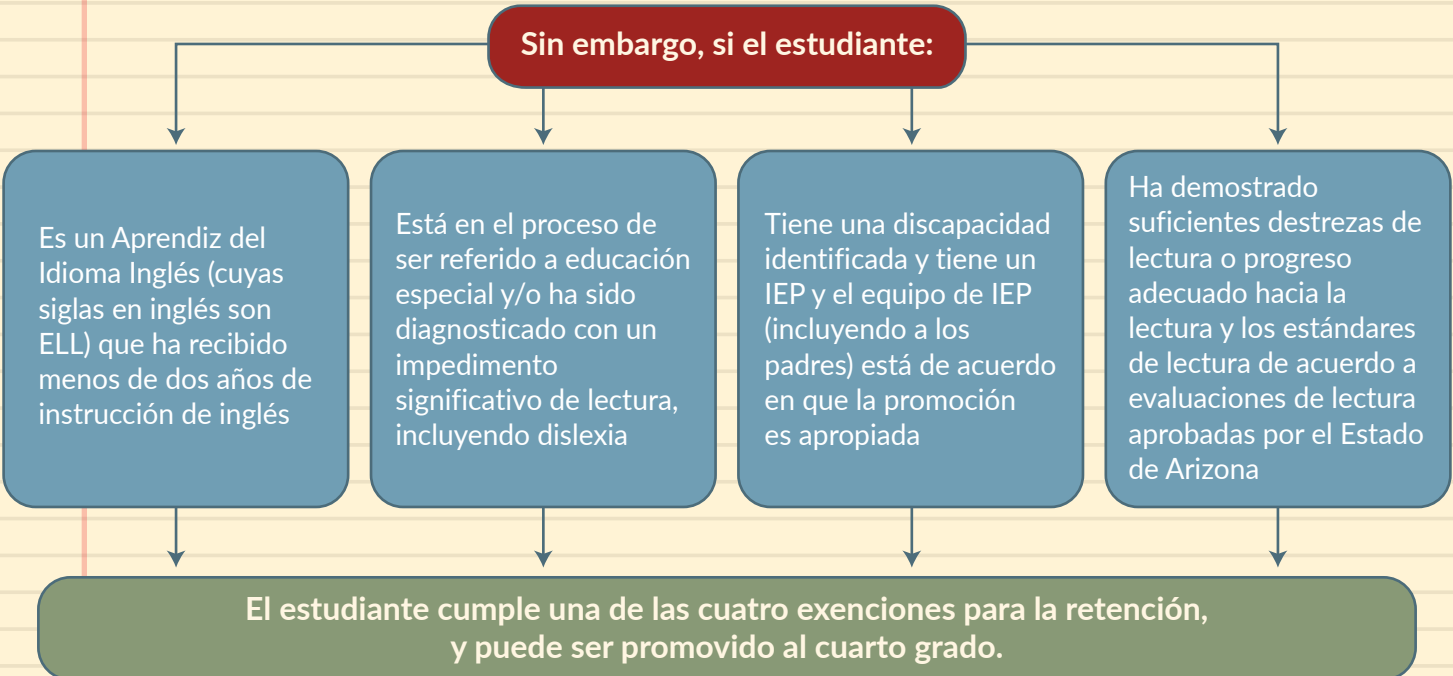 Sin embargo, si el estudiante:
Es un Aprendiz del
Idioma Inglés (cuyas
siglas en inglés son
ELL) que ha recibido
menos de dos años de
instrucción de inglés
Está en el proceso de
ser referido a educación
especial y/o ha sido
diagnosticado con un
impedimento
significativo de lectura,
incluyendo dislexia
Tiene una discapacidad
identificada y tiene un
IEP y el equipo de IEP
(incluyendo a los
padres) está de acuerdo
en que la promoción
es apropiada
Ha demostrado
suficientes destrezas de
lectura o progreso
adecuado hacia la
lectura y los estándares
de lectura de acuerdo a
evaluaciones de lectura
aprobadas por el Estado
de Arizona
El estudiante cumple una de las cuatro exenciones para la retención,
y puede ser promovido al cuarto grado.